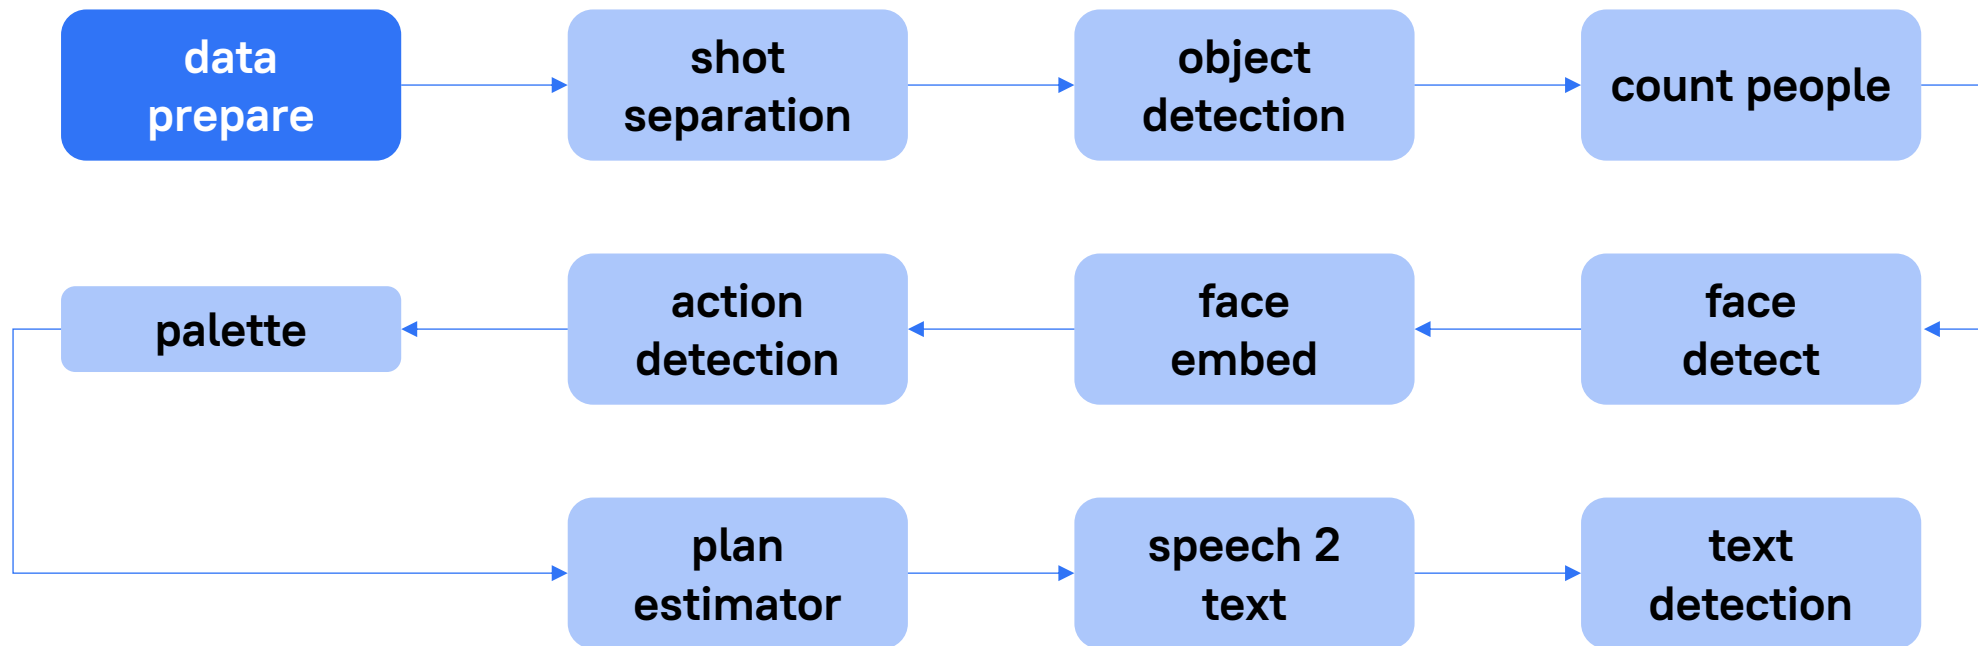 data
prepare
shot
separation
object
detection
count people
palette
action
detection
face
embed
face
detect
plan
estimator
speech 2
text
text
detection